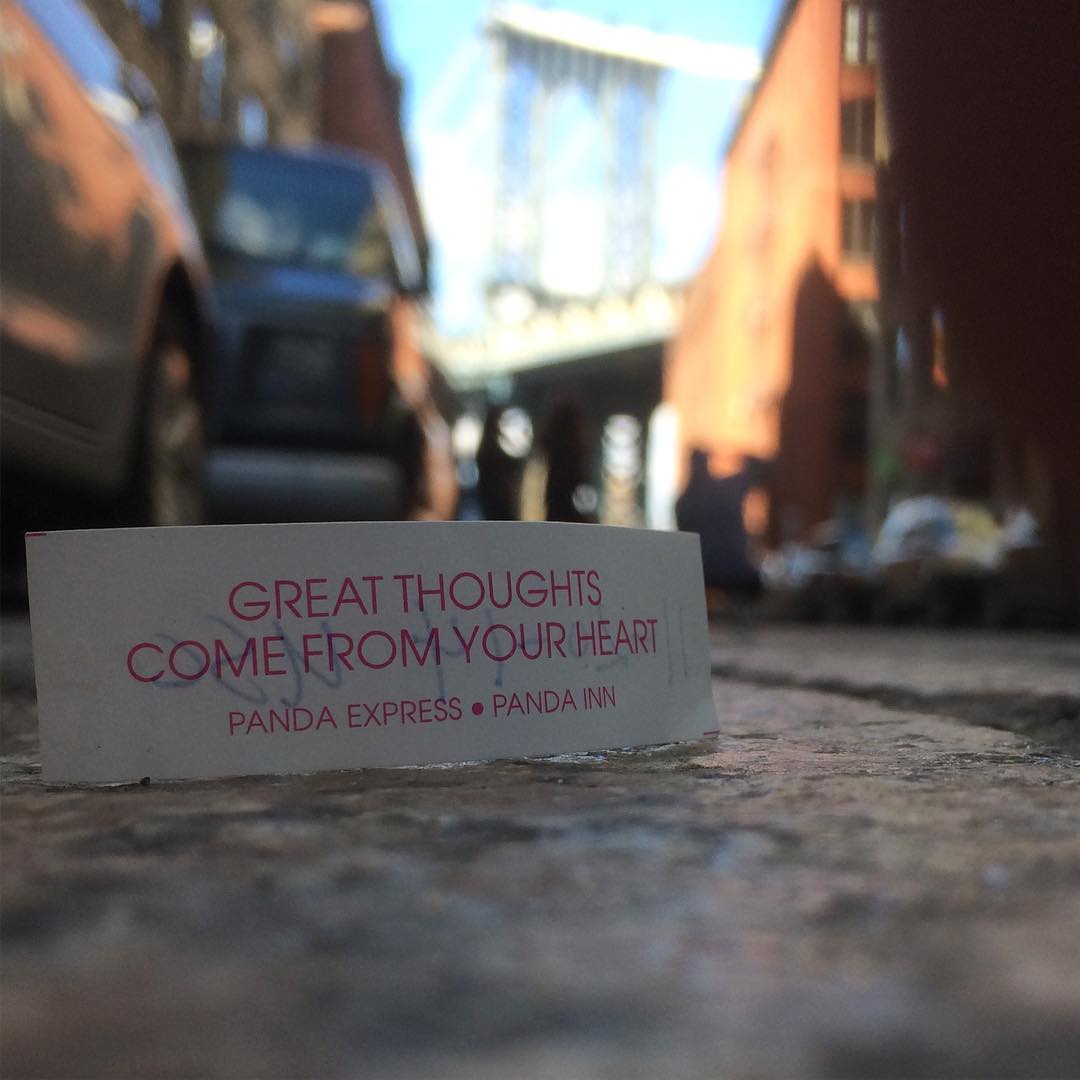 GREAT THOUGHTS
COME FROM YOUR HEART
PANDA EXPRESS • PANDA INN